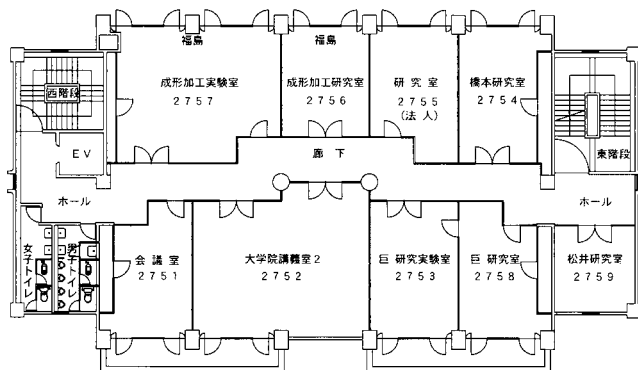 福島
福島
成形加工実験室
2757
成形加工研究室
2756
研究室
2755
(法人)
橋本研究室
2754
西階段
東階段
EV
廊下
ホール
ホール
女子トイレ
男子トイレ
会議室
2751
大学院講義室2
2752
巨研究実験室
2753
巨研究室
2758
松井研究室
2759